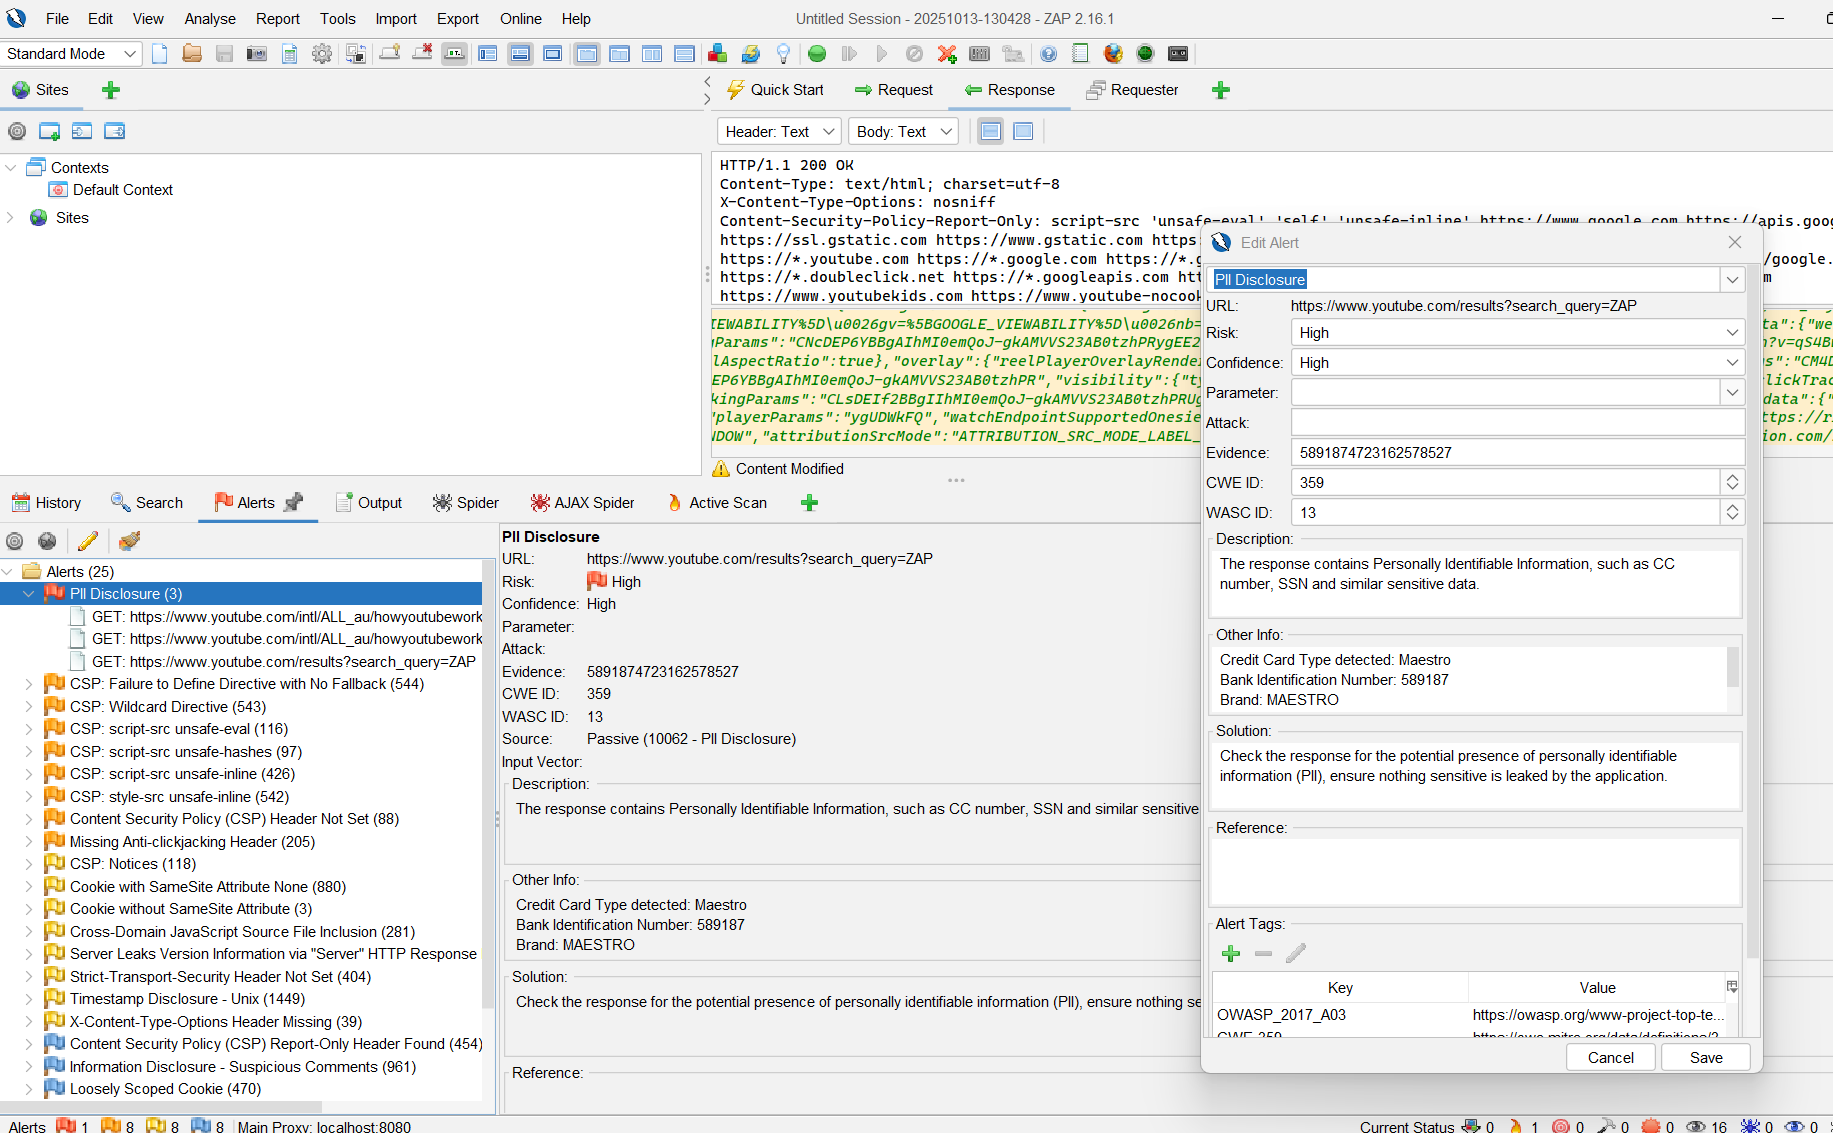 File Edit View Analyse Report Tools Import Export Online Help
Untitled Session - 20251013-130428 - ZAP 2.16.1
Standard Mode
Sites
Quick Start Request Response Requester
Header: Text Body: Text
Contexts
Default Context
Sites
HTTP/1.1 200 OK
Content-Type: text/html; charset=utf-8
X-Content-Type-Options: nosniff
Content-Security-Policy-Report-Only: script-src 'unsafe-eval' 'self' 'unsafe-inline' https://www.google.com https://apis.goog
https://ssl.gstatic.com https://www.gstatic.com https
https://*.youtube.com https://*.google.com https://*.g /google.
https://*.doubleclick.net https://*.googleapis.com htt m
https://www.youtubekids.com https://www.youtube-nocook
IEWABILITY%5D\u0026gv=%5BGOOGLE_VIEWABILITY%5D\u0026nb= ta":{"we
gParams":"CNcDEP6YBBgAIhMI0emQoJ-gkAMVVS23AB0tzhPRygEE2 n?v=qS4B
lAspectRatio":true},"overlay":{"reelPlayerOverlayRende s":"CM4D
EP6YBBgAIhMI0emQoJ-gkAMVVS23AB0tzhPR","visibility":{"ty lickTrac
kingParams":"CLsDEIf2BBgIIhMI0emQoJ-gkAMVVS23AB0tzhPRUg data":{"
"playerParams":"ygUDWkFQ","watchEndpointSupportedOnesie ttps://r
NDOW","attributionSrcMode":"ATTRIBUTION_SRC_MODE_LABEL_ ion.com/
Content Modified
History Search Alerts Output Spider AJAX Spider Active Scan
Alerts (25)
PII Disclosure (3)
GET: https://www.youtube.com/intl/ALL_au/howyoutubework
GET: https://www.youtube.com/intl/ALL_au/howyoutubework
GET: https://www.youtube.com/results?search_query=ZAP
CSP: Failure to Define Directive with No Fallback (544)
CSP: Wildcard Directive (543)
CSP: script-src unsafe-eval (116)
CSP: script-src unsafe-hashes (97)
CSP: script-src unsafe-inline (426)
CSP: style-src unsafe-inline (542)
Content Security Policy (CSP) Header Not Set (88)
Missing Anti-clickjacking Header (205)
CSP: Notices (118)
Cookie with SameSite Attribute None (880)
Cookie without SameSite Attribute (3)
Cross-Domain JavaScript Source File Inclusion (281)
Server Leaks Version Information via "Server" HTTP Response
Strict-Transport-Security Header Not Set (404)
Timestamp Disclosure - Unix (1449)
X-Content-Type-Options Header Missing (39)
Content Security Policy (CSP) Report-Only Header Found (454)
Information Disclosure - Suspicious Comments (961)
Loosely Scoped Cookie (470)
PII Disclosure
URL: https://www.youtube.com/results?search_query=ZAP
Risk: High
Confidence: High
Parameter:
Attack:
Evidence: 5891874723162578527
CWE ID: 359
WASC ID: 13
Source: Passive (10062 - PII Disclosure)
Input Vector:
Description:
The response contains Personally Identifiable Information, such as CC number, SSN and similar sensitive
Other Info:
Credit Card Type detected: Maestro
Bank Identification Number: 589187
Brand: MAESTRO
Solution:
Check the response for the potential presence of personally identifiable information (PII), ensure nothing se
Reference:
Edit Alert
PII Disclosure
URL: https://www.youtube.com/results?search_query=ZAP
Risk: High
Confidence: High
Parameter:
Attack:
Evidence: 5891874723162578527
CWE ID: 359
WASC ID: 13
Description:
The response contains Personally Identifiable Information, such as CC
number, SSN and similar sensitive data.
Other Info:
Credit Card Type detected: Maestro
Bank Identification Number: 589187
Brand: MAESTRO
Solution:
Check the response for the potential presence of personally identifiable
information (PII), ensure nothing sensitive is leaked by the application.
Reference:
Alert Tags:
Key Value
OWASP_2017_A03 https://owasp.org/www-project-top-te...
CWE-359 https://cwe.mitre.org/data/definitions/3
Cancel Save
Alerts 1 8 8 8 Main Proxy: localhost:8080
Current Status 0 1 0 0 0 16 0 0